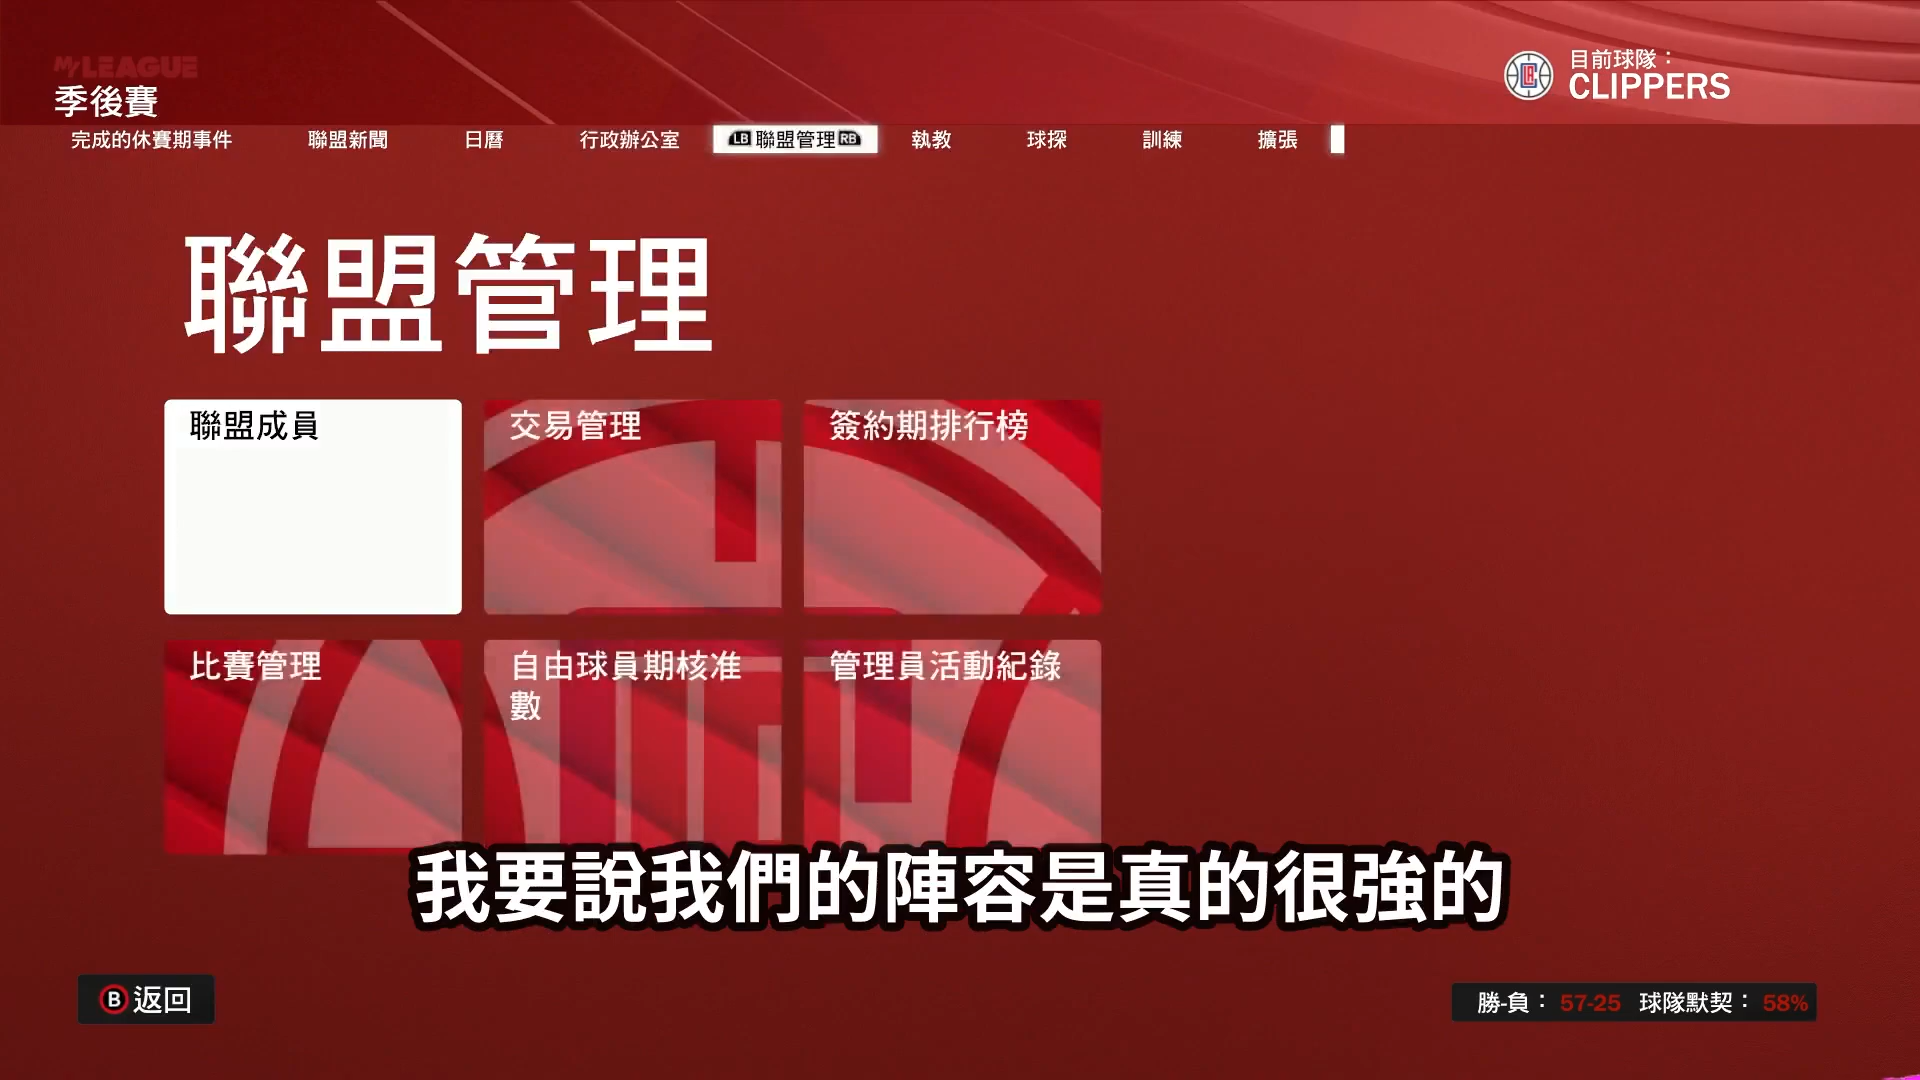 MyLEAGUE
季後賽
目前球隊：
CLIPPERS
完成的休賽期事件 聯盟新聞 日曆 行政辦公室 LB 聯盟管理 RB 執教 球探 訓練 擴張
聯盟管理
聯盟成員 交易管理 簽約期排行榜
比賽管理 自由球員期核准數 管理員活動紀錄
我要說我們的陣容是真的很強的
B 返回
勝-負： 57-25 球隊默契： 58%